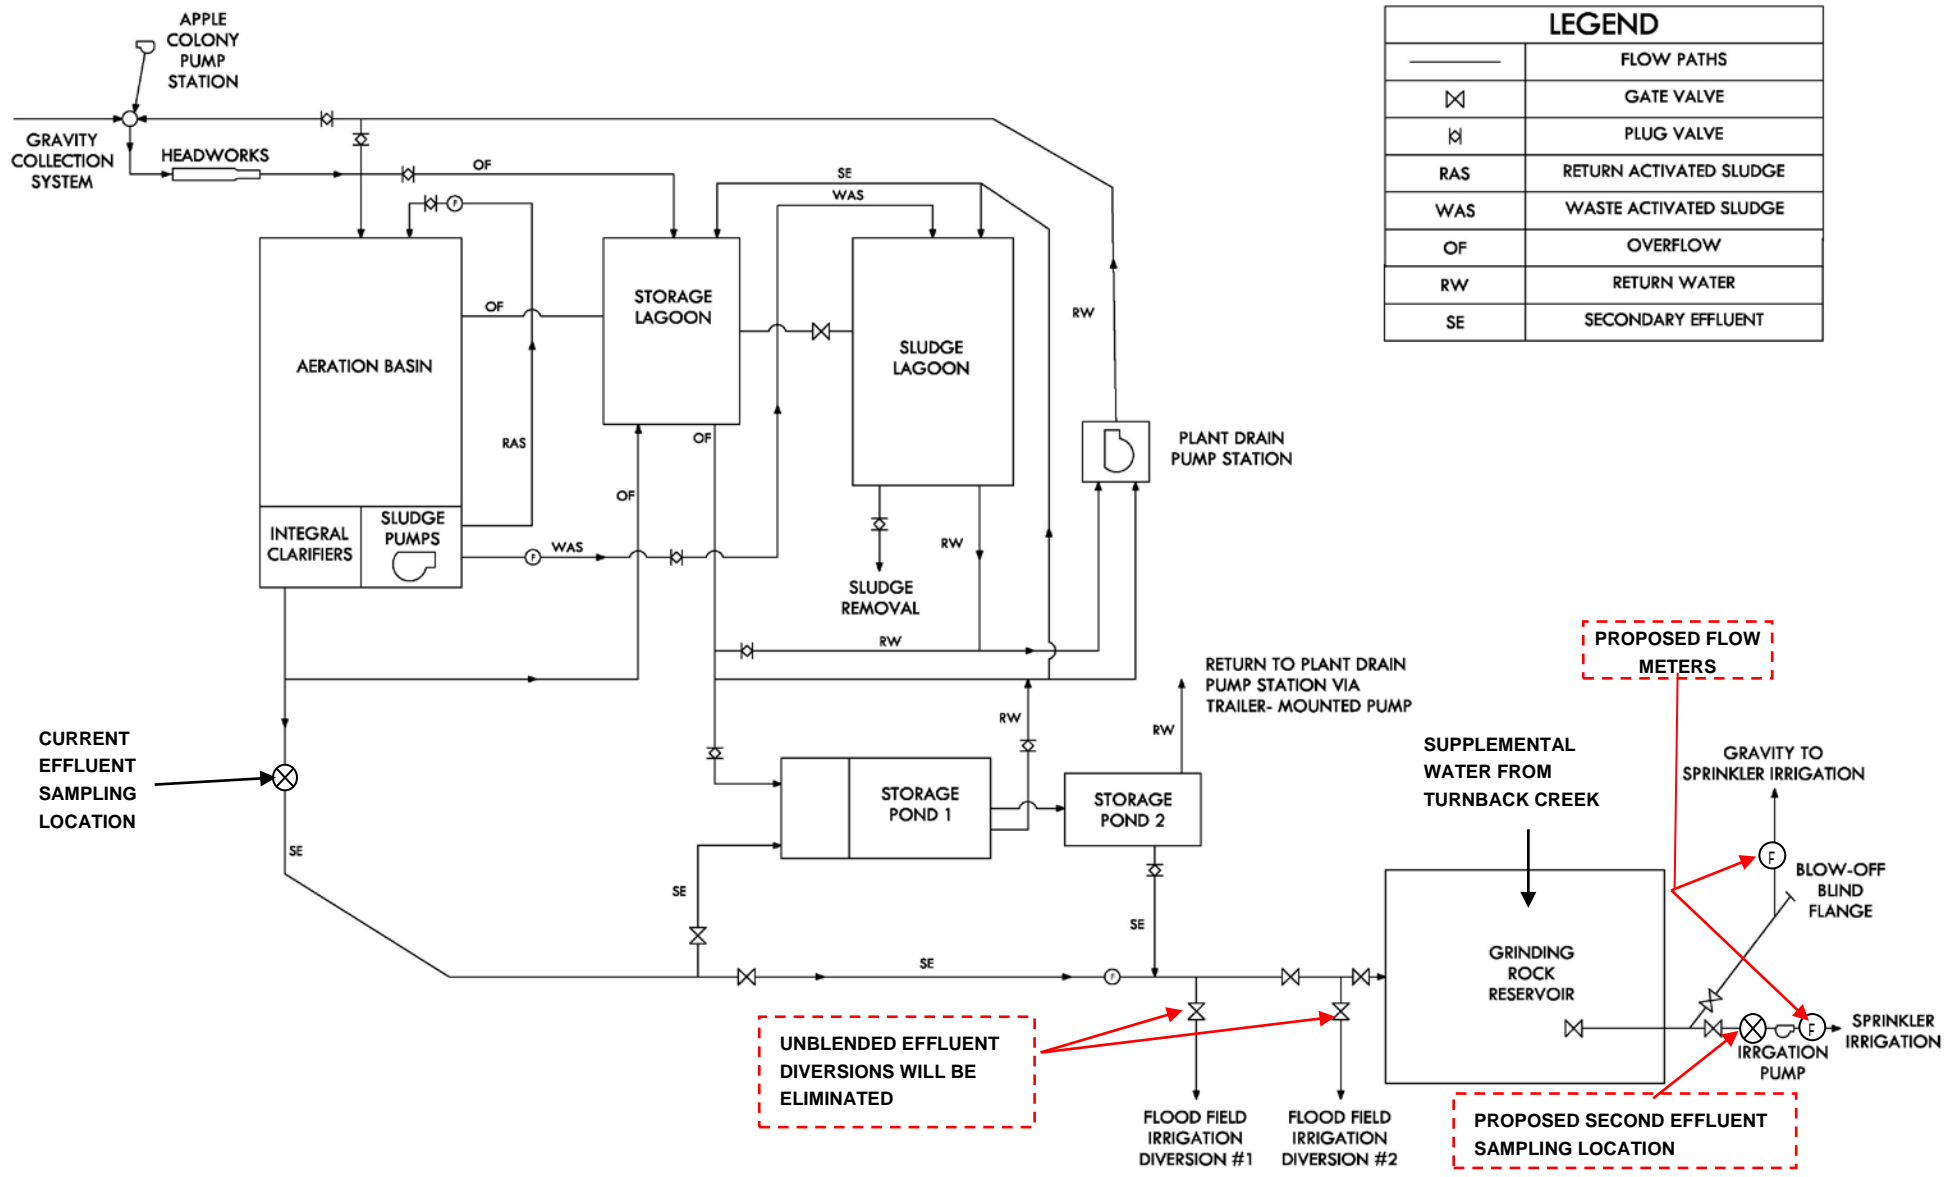 APPLE
COLONY
PUMP
STATION
GRAVITY
COLLECTION
SYSTEM
HEADWORKS
OF
SE
WAS
F
OF
STORAGE
LAGOON
AERATION BASIN
SLUDGE
LAGOON
RW
RAS
OF
OF
PLANT DRAIN
PUMP STATION
INTEGRAL
CLARIFIERS
SLUDGE
PUMPS
F
WAS
RW
SLUDGE
REMOVAL
RW
RETURN TO PLANT DRAIN
PUMP STATION VIA
TRAILER- MOUNTED PUMP
RW
RW
CURRENT
EFFLUENT
SAMPLING
LOCATION
SE
STORAGE
POND 1
STORAGE
POND 2
SE
SE
SE
F
LEGEND
FLOW PATHS
GATE VALVE
PLUG VALVE
RAS RETURN ACTIVATED SLUDGE
WAS WASTE ACTIVATED SLUDGE
OF OVERFLOW
RW RETURN WATER
SE SECONDARY EFFLUENT
PROPOSED FLOW
METERS
SUPPLEMENTAL
WATER FROM
TURNBACK CREEK
GRAVITY TO
SPRINKLER IRRIGATION
F
BLOW-OFF
BLIND
FLANGE
GRINDING
ROCK
RESERVOIR
F
SPRINKLER
IRRIGATION
IRRGATION
PUMP
UNBLENDED EFFLUENT
DIVERSIONS WILL BE
ELIMINATED
FLOOD FIELD
IRRIGATION
DIVERSION #1
FLOOD FIELD
IRRIGATION
DIVERSION #2
PROPOSED SECOND EFFLUENT
SAMPLING LOCATION